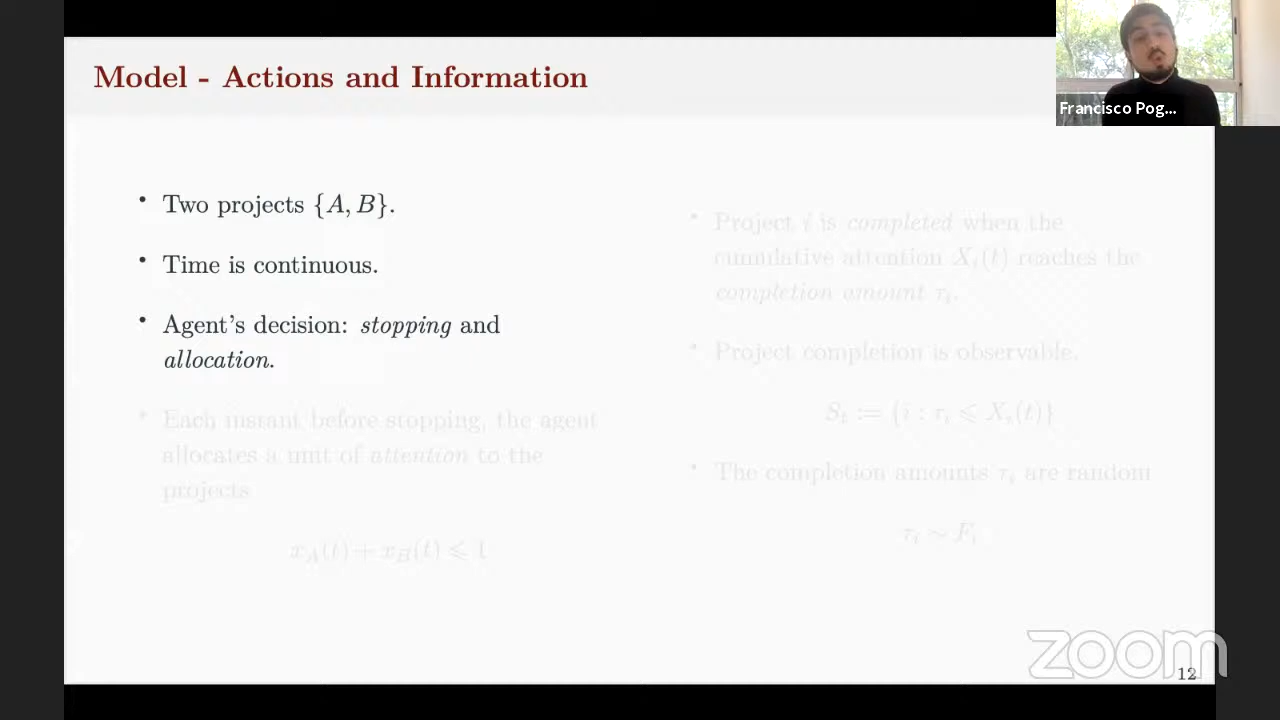 Model - Actions and Information
Francisco Pog...
• Two projects {A, B}.
• Time is continuous.
• Agent's decision: stopping and
allocation.
• Each instant before stopping, the agent
allocates a unit of attention to the
projects
x_A(t) + x_B(t) ⩽ 1
• Project i is completed when the
cumulative attention X_i(t) reaches the
completion amount τ_i.
• Project completion is observable.
S_t := {i : τ_i ⩽ X_i(t)}
• The completion amounts τ_i are random
τ_i ∼ F_i
zoom
12